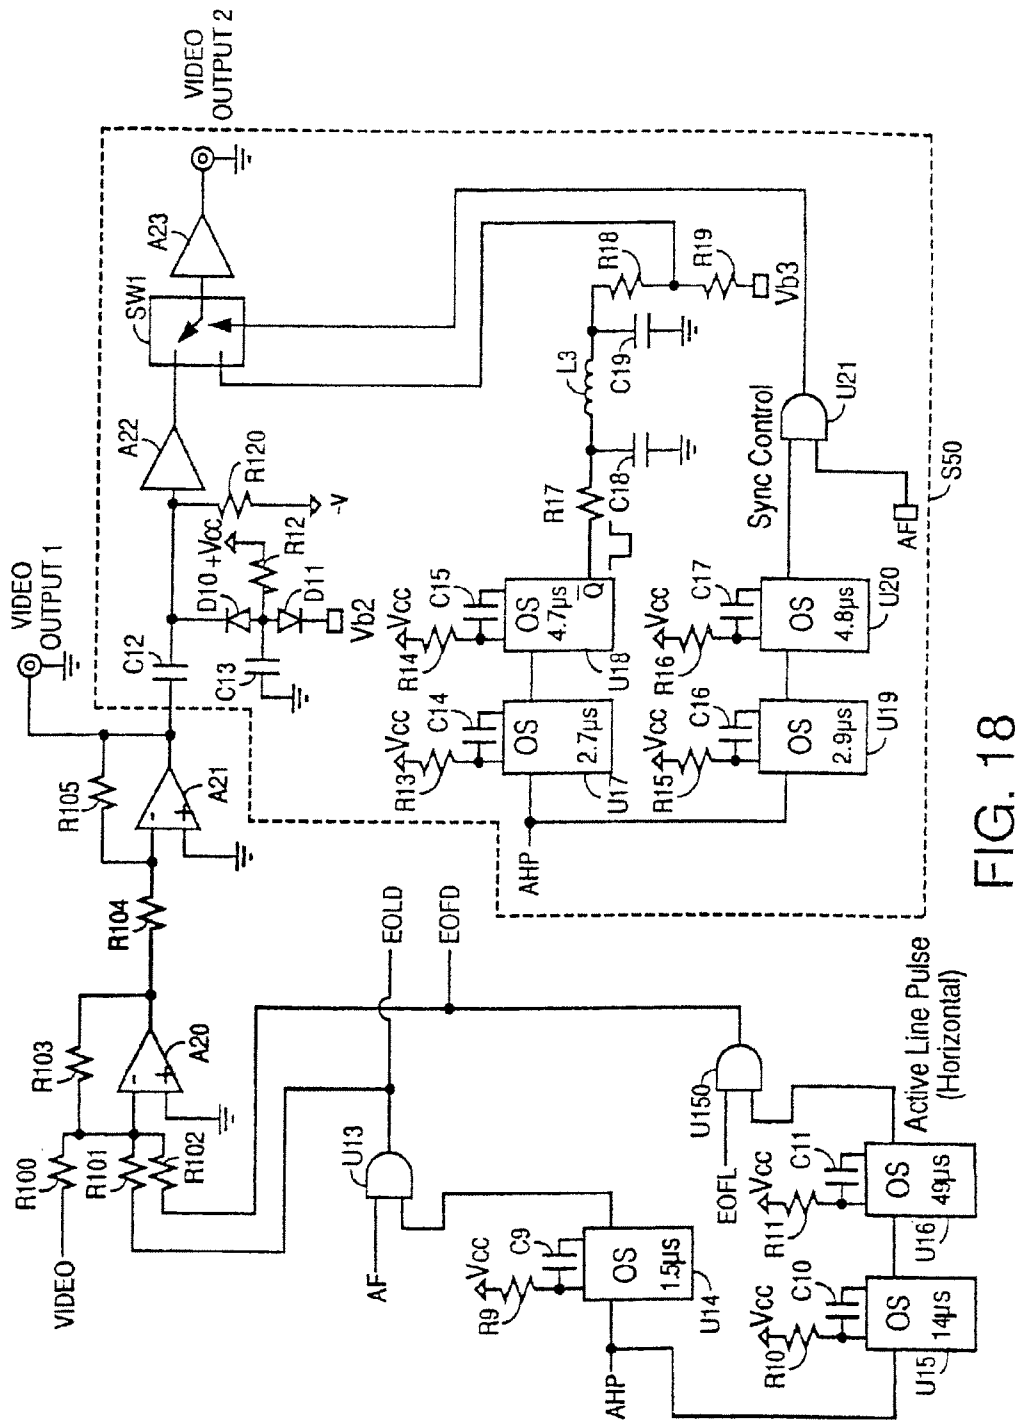 VIDEO
OUTPUT 1
VIDEO
OUTPUT 2
VIDEO
R100
R101
R102
R103
A20
-
+
R104
R105
A21
-
+
C12
C13
D10
D11
+Vcc
R12
Vb2
R120
-V
A22
SW1
A23
EOLD
EOFD
AF
U13
AHP
R9
Vcc
C9
OS
1.5µs
U14
EOFL
U150
R10
Vcc
C10
OS
14µs
U15
R11
Vcc
C11
OS
49µs
U16
Active Line Pulse
(Horizontal)
AHP
R13
Vcc
C14
OS
2.7µs
U17
R14
Vcc
C15
OS
4.7µs
Q
U18
R17
C18
L3
C19
R18
R19
Vb3
R15
Vcc
C16
OS
2.9µs
U19
R16
Vcc
C17
OS
4.8µs
U20
Sync Control
U21
AF
S50
FIG. 18